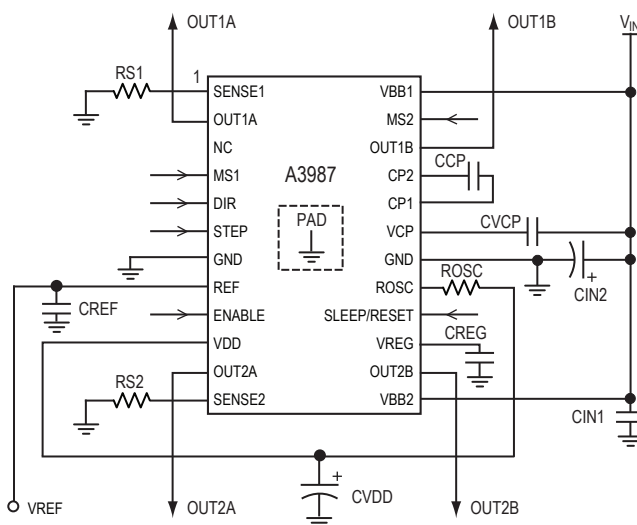 OUT1A
OUT1B
VIN
RS1
1
SENSE1
VBB1
OUT1A
MS2
NC
OUT1B
CCP
MS1
A3987
CP2
DIR
PAD
CP1
STEP
VCP
CVCP
GND
GND
ROSC
REF
ROSC
CIN2
+
CREF
ENABLE
SLEEP/RESET
CREG
VDD
VREG
OUT2A
OUT2B
RS2
SENSE2
VBB2
CIN1
+
VREF
OUT2A
CVDD
OUT2B